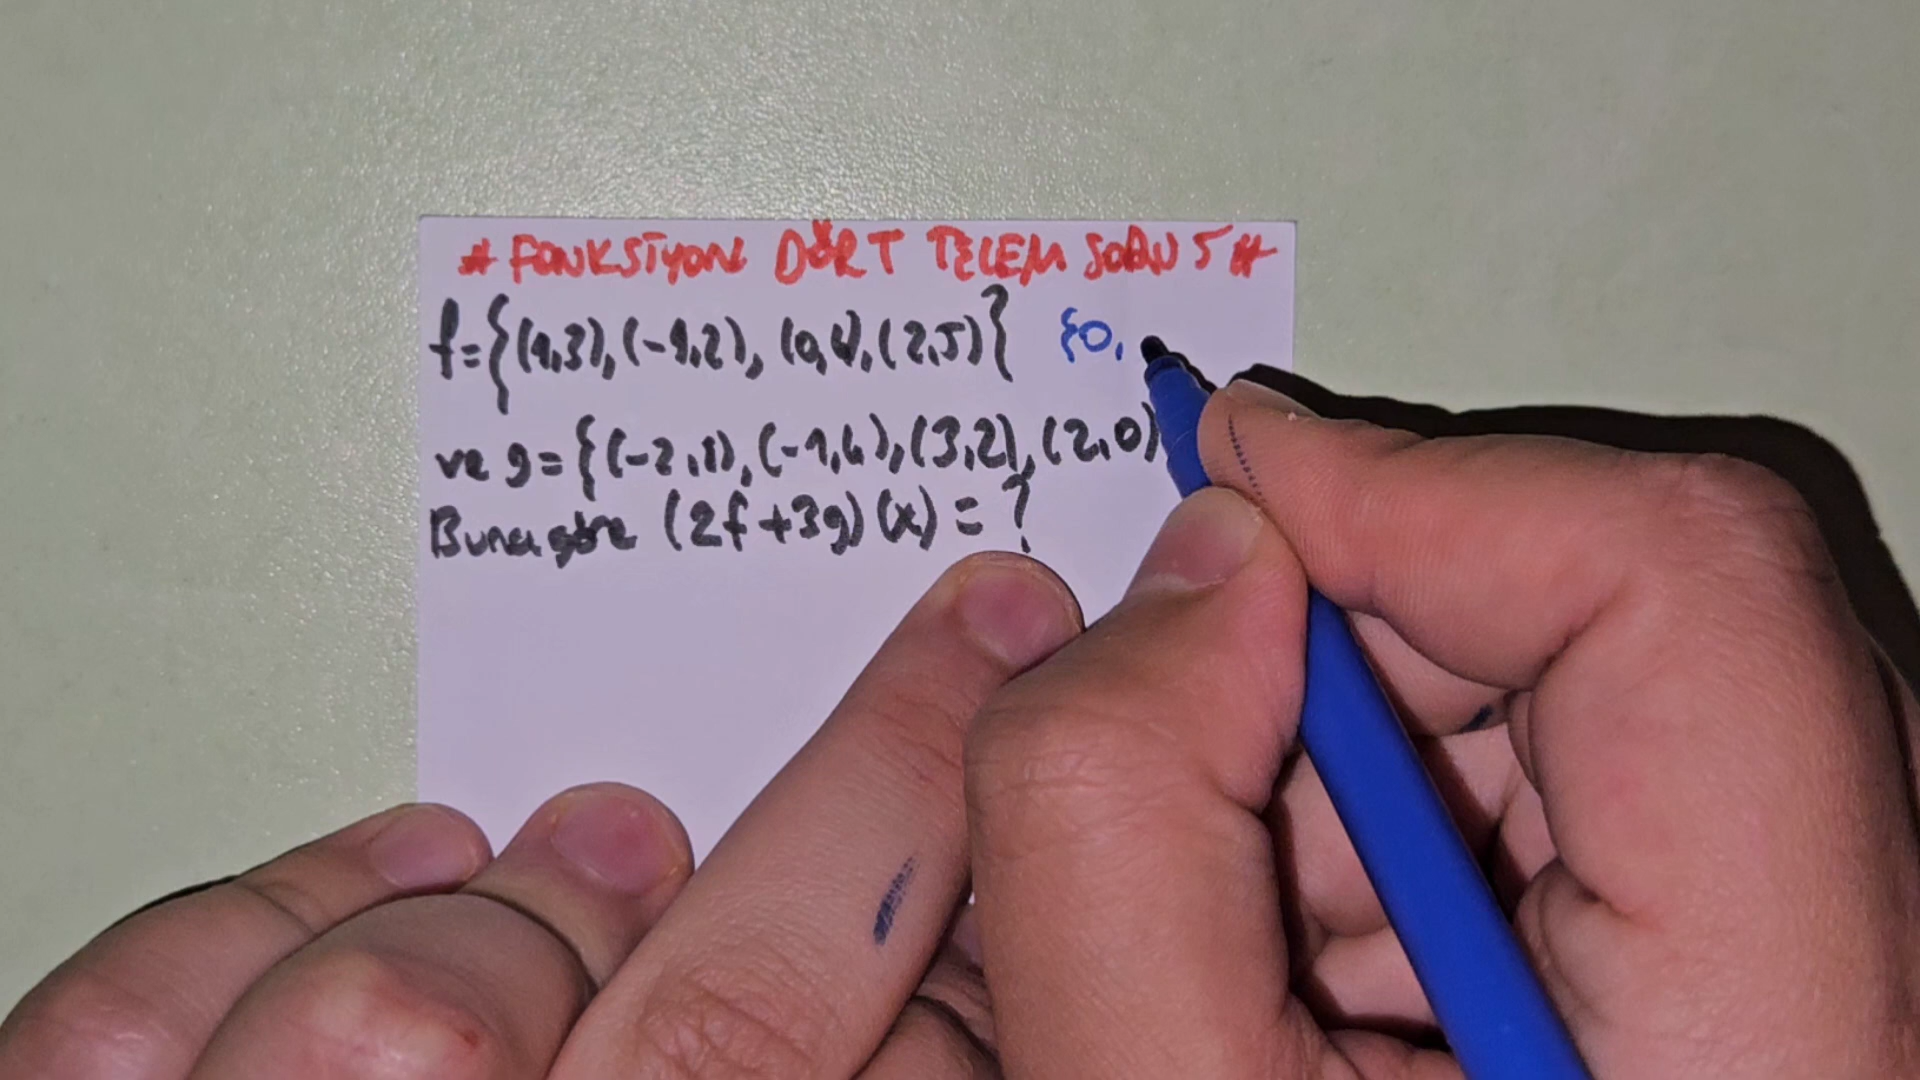 # FONKSİYON DÖRT İŞLEM SORU 5 #
f={(1,3),(-1,2), (0,4),(2,5)} {0,
ve g={(-2,1),(-1,4),(3,2),(2,0)
Buna göre (2f+3g)(x)=?